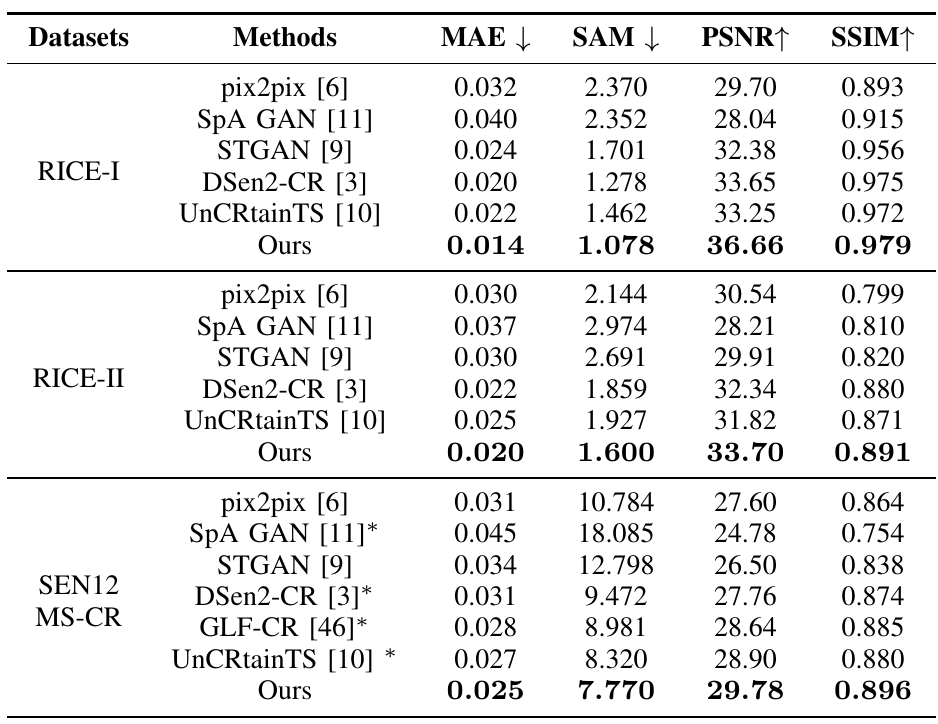 Datasets Methods MAE ↓ SAM ↓ PSNR↑ SSIM↑
pix2pix [6] 0.032 2.370 29.70 0.893
SpA GAN [11] 0.040 2.352 28.04 0.915
STGAN [9] 0.024 1.701 32.38 0.956
RICE-I
DSen2-CR [3] 0.020 1.278 33.65 0.975
UnCRtainTS [10] 0.022 1.462 33.25 0.972
Ours 0.014 1.078 36.66 0.979
pix2pix [6] 0.030 2.144 30.54 0.799
SpA GAN [11] 0.037 2.974 28.21 0.810
STGAN [9] 0.030 2.691 29.91 0.820
RICE-II
DSen2-CR [3] 0.022 1.859 32.34 0.880
UnCRtainTS [10] 0.025 1.927 31.82 0.871
Ours 0.020 1.600 33.70 0.891
pix2pix [6] 0.031 10.784 27.60 0.864
SpA GAN [11]* 0.045 18.085 24.78 0.754
STGAN [9] 0.034 12.798 26.50 0.838
SEN12
DSen2-CR [3]* 0.031 9.472 27.76 0.874
MS-CR
GLF-CR [46]* 0.028 8.981 28.64 0.885
UnCRtainTS [10] * 0.027 8.320 28.90 0.880
Ours 0.025 7.770 29.78 0.896